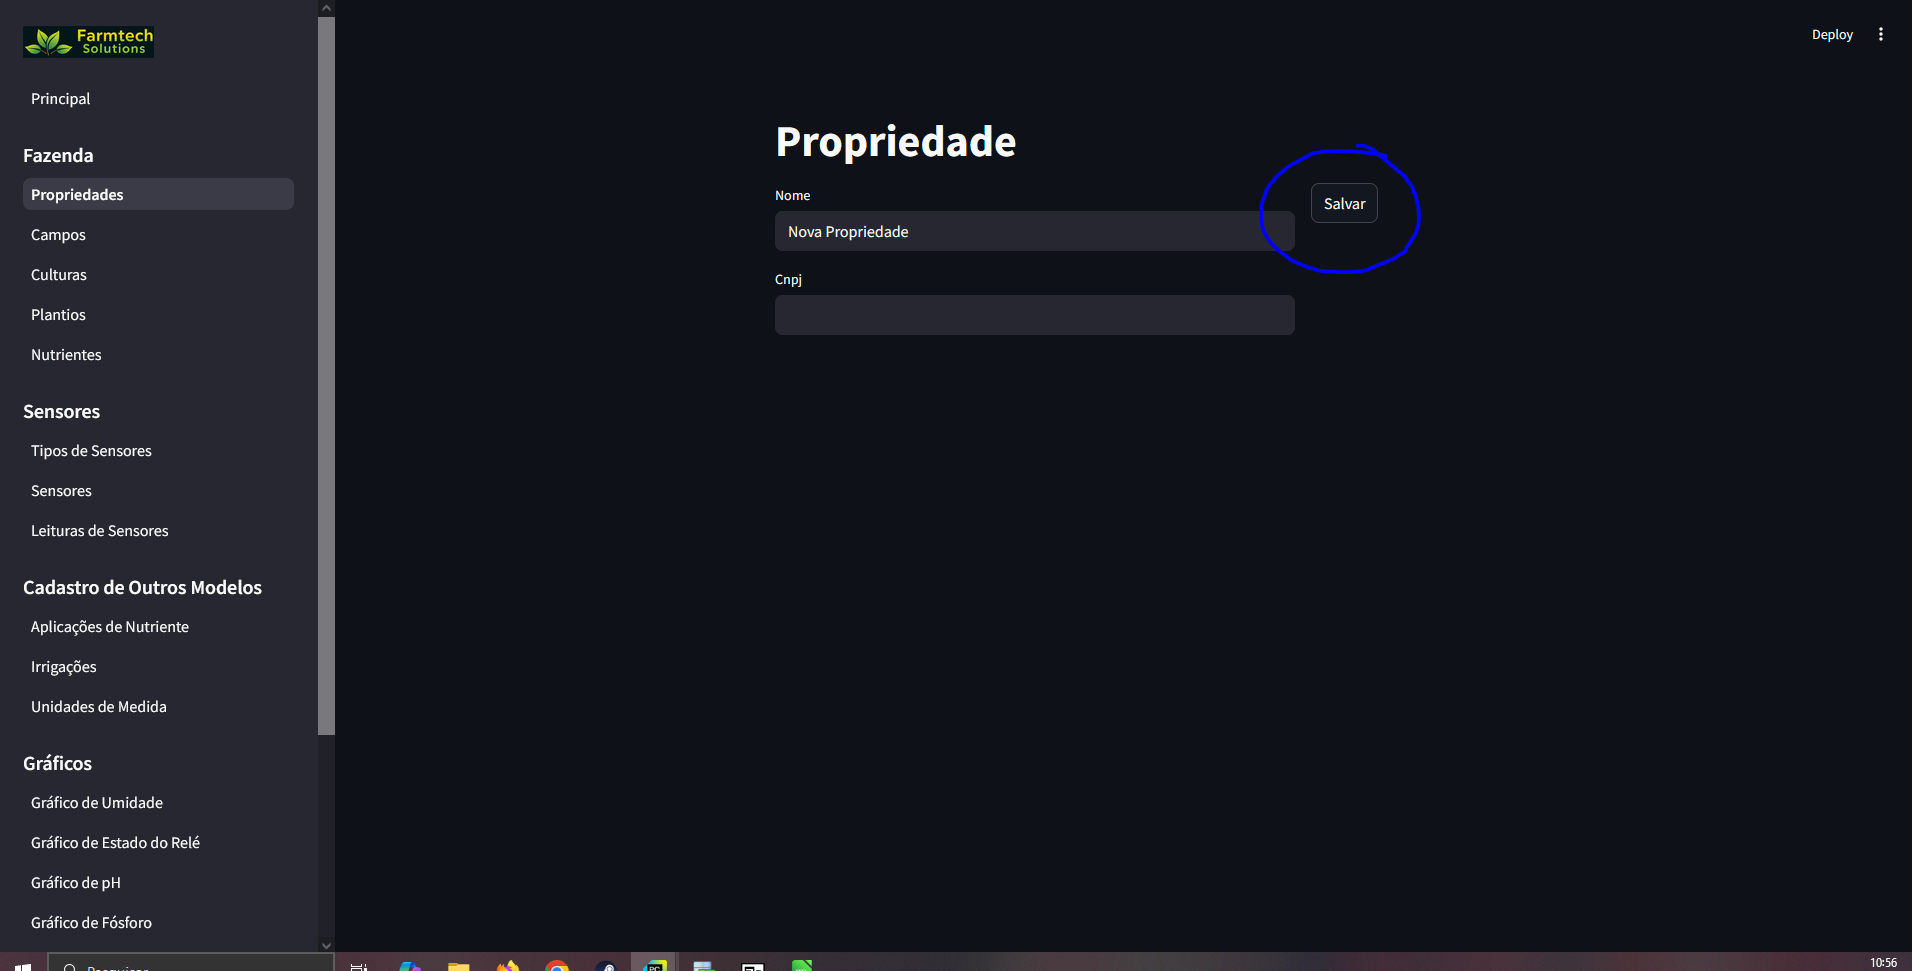 Farmtech
Solutions
Principal
Fazenda
Propriedades
Campos
Culturas
Plantios
Nutrientes
Sensores
Tipos de Sensores
Sensores
Leituras de Sensores
Cadastro de Outros Modelos
Aplicações de Nutriente
Irrigações
Unidades de Medida
Gráficos
Gráfico de Umidade
Gráfico de Estado do Relé
Gráfico de pH
Gráfico de Fósforo
Deploy
Propriedade
Nome
Nova Propriedade
Salvar
Cnpj
PC
10:56